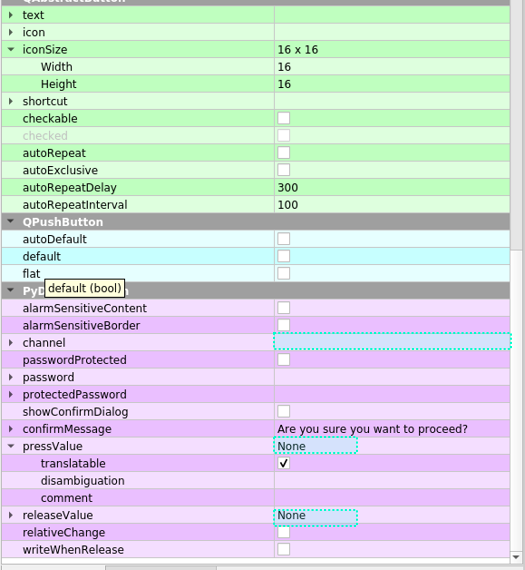 QAbstractButton
text
icon
iconSize 16 x 16
Width 16
Height 16
shortcut
checkable
checked
autoRepeat
autoExclusive
autoRepeatDelay 300
autoRepeatInterval 100
QPushButton
autoDefault
default
flat
default (bool)
alarmSensitiveContent
alarmSensitiveBorder
channel
passwordProtected
password
protectedPassword
showConfirmDialog
confirmMessage Are you sure you want to proceed?
pressValue None
translatable
disambiguation
comment
releaseValue None
relativeChange
writeWhenRelease